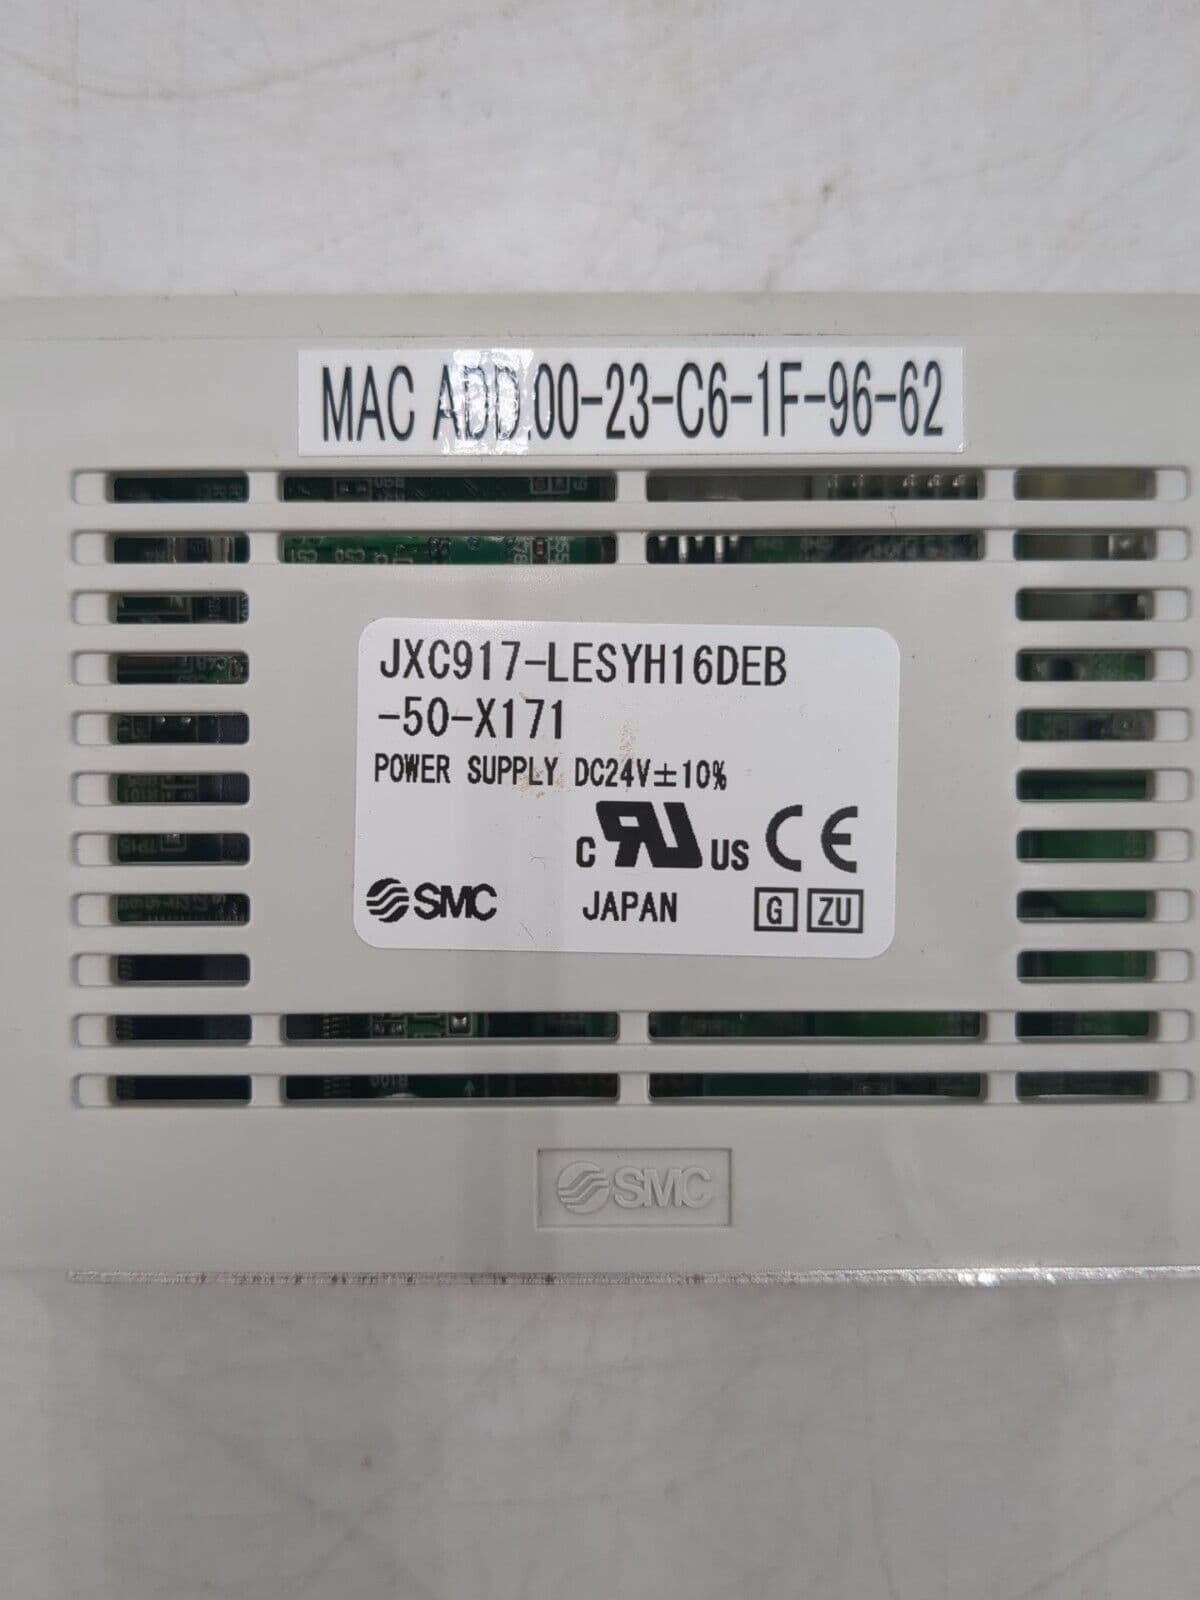 MAC ADD.00-23-C6-1F-96-62
JXC917-LESYH16DEB
-50-X171
POWER SUPPLY DC24V±10%
C RU US CE
SMC JAPAN G ZU
SMC